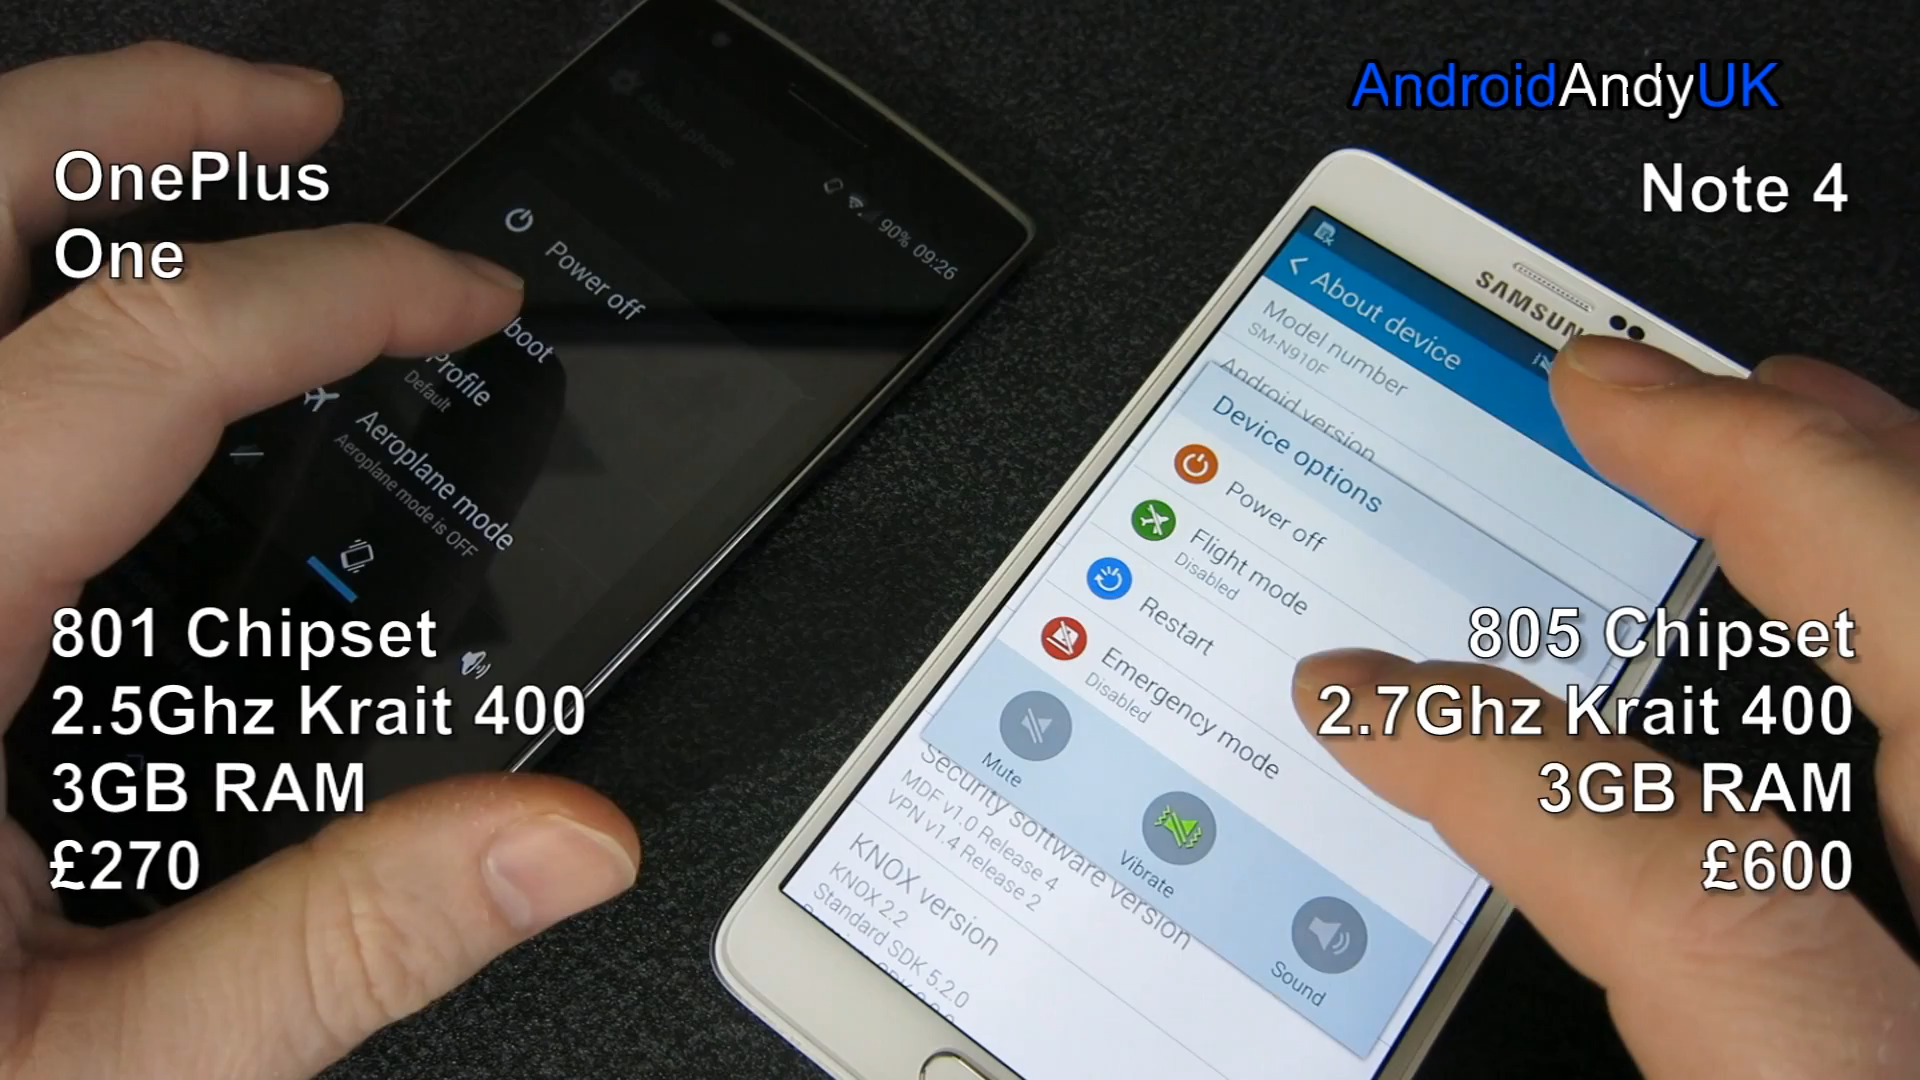 AndroidAndyUK
OnePlus
One
Note 4
801 Chipset
2.5Ghz Krait 400
3GB RAM
£270
805 Chipset
2.7Ghz Krait 400
3GB RAM
£600
About phone
90% 09:26
Power off
boot
Profile
Default
Aeroplane mode
Aeroplane mode is OFF
SAMSUN
About device
Model number
SM-N910F
Android version
Device options
Power off
Flight mode
Disabled
Restart
Emergency mode
Disabled
Mute
Vibrate
Sound
Security software version
MDF v1.0 Release 4
VPN v1.4 Release 2
KNOX version
KNOX 2.2
Standard SDK 5.2.0